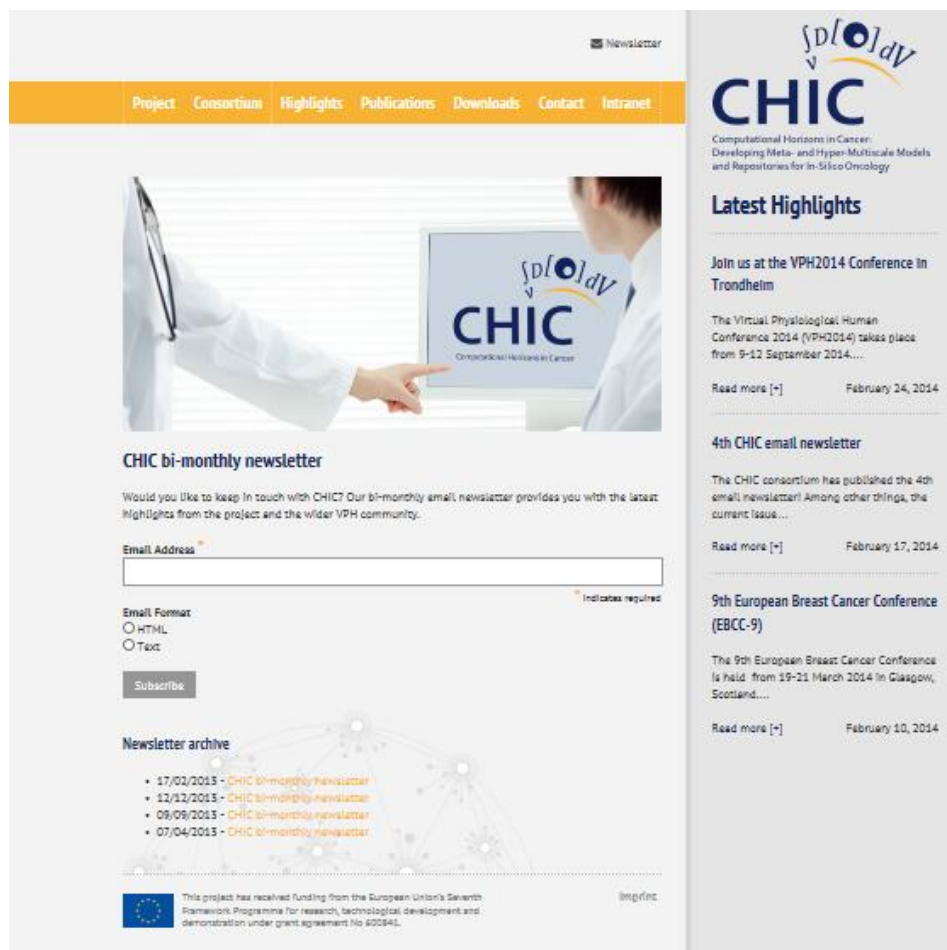 Newsletter
Project Consortium Highlights Publications Downloads Contact Intranet
∫D[O]dV
V
CHIC
Computational Horizons in Cancer
CHIC bi-monthly newsletter
Would you like to keep in touch with CHIC? Our bi-monthly email newsletter provides you with the latest
highlights from the project and the wider VPH community.
Email Address *
* indicates required
Email Format
HTML
Text
Subscribe
Newsletter archive
• 17/02/2013 - CHIC bi-monthly newsletter
• 12/12/2013 - CHIC bi-monthly newsletter
• 09/09/2013 - CHIC bi-monthly newsletter
• 07/04/2013 - CHIC bi-monthly newsletter
This project has received funding from the European Union's Seventh
Framework Programme for research, technological development and
demonstration under grant agreement No 600841.
Imprint
∫D[O]dV
V
CHIC
Computational Horizons in Cancer:
Developing Meta- and Hyper-Multiscale Models
and Repositories for In-Silico Oncology
Latest Highlights
Join us at the VPH2014 Conference in
Trondheim
The Virtual Physiological Human
Conference 2014 (VPH2014) takes place
from 9-12 September 2014....
Read more [+] February 24, 2014
4th CHIC email newsletter
The CHIC consortium has published the 4th
email newsletter! Among other things, the
current issue...
Read more [+] February 17, 2014
9th European Breast Cancer Conference
(EBCC-9)
The 9th European Breast Cancer Conference
is held from 19-21 March 2014 in Glasgow,
Scotland....
Read more [+] February 10, 2014